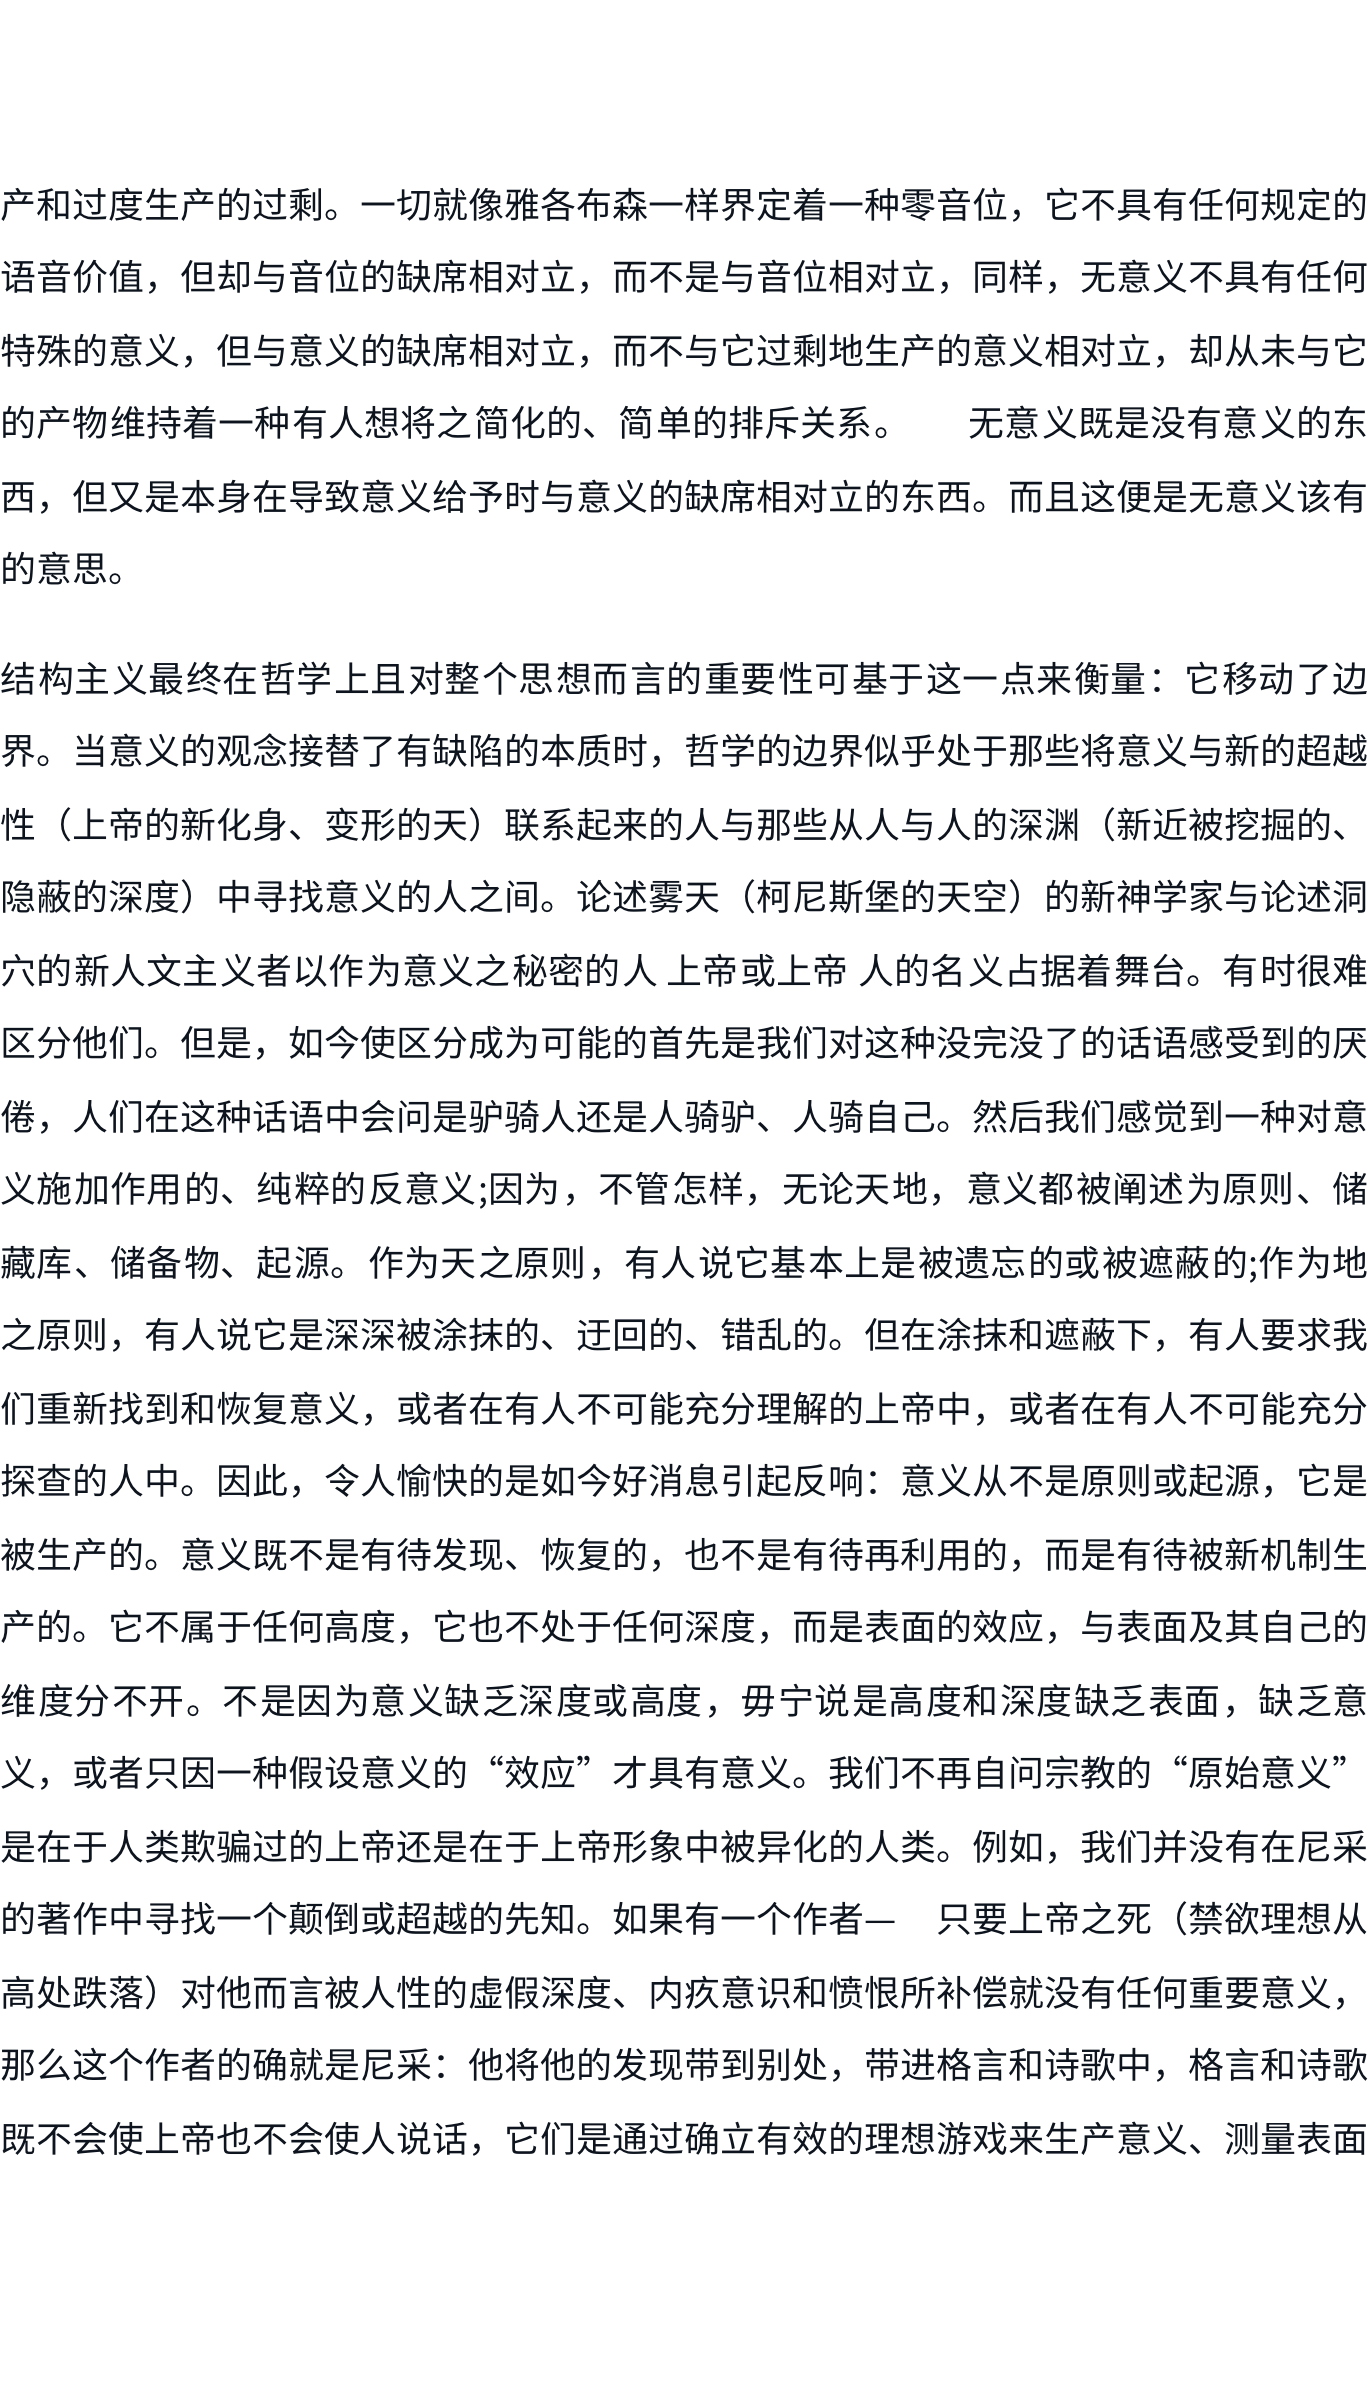 产和过度生产的过剩。一切就像雅各布森一样界定着一种零音位，它不具有任何规定的
语音价值，但却与音位的缺席相对立，而不是与音位相对立，同样，无意义不具有任何
特殊的意义，但与意义的缺席相对立，而不与它过剩地生产的意义相对立，却从未与它
的产物维持着一种有人想将之简化的、简单的排斥关系。　　无意义既是没有意义的东
西，但又是本身在导致意义给予时与意义的缺席相对立的东西。而且这便是无意义该有
的意思。
结构主义最终在哲学上且对整个思想而言的重要性可基于这一点来衡量：它移动了边
界。当意义的观念接替了有缺陷的本质时，哲学的边界似乎处于那些将意义与新的超越
性（上帝的新化身、变形的天）联系起来的人与那些从人与人的深渊（新近被挖掘的、
隐蔽的深度）中寻找意义的人之间。论述雾天（柯尼斯堡的天空）的新神学家与论述洞
穴的新人文主义者以作为意义之秘密的人 上帝或上帝 人的名义占据着舞台。有时很难
区分他们。但是，如今使区分成为可能的首先是我们对这种没完没了的话语感受到的厌
倦，人们在这种话语中会问是驴骑人还是人骑驴、人骑自己。然后我们感觉到一种对意
义施加作用的、纯粹的反意义;因为，不管怎样，无论天地，意义都被阐述为原则、储
藏库、储备物、起源。作为天之原则，有人说它基本上是被遗忘的或被遮蔽的;作为地
之原则，有人说它是深深被涂抹的、迂回的、错乱的。但在涂抹和遮蔽下，有人要求我
们重新找到和恢复意义，或者在有人不可能充分理解的上帝中，或者在有人不可能充分
探查的人中。因此，令人愉快的是如今好消息引起反响：意义从不是原则或起源，它是
被生产的。意义既不是有待发现、恢复的，也不是有待再利用的，而是有待被新机制生
产的。它不属于任何高度，它也不处于任何深度，而是表面的效应，与表面及其自己的
维度分不开。不是因为意义缺乏深度或高度，毋宁说是高度和深度缺乏表面，缺乏意
义，或者只因一种假设意义的“效应”才具有意义。我们不再自问宗教的“原始意义”
是在于人类欺骗过的上帝还是在于上帝形象中被异化的人类。例如，我们并没有在尼采
的著作中寻找一个颠倒或超越的先知。如果有一个作者—　只要上帝之死（禁欲理想从
高处跌落）对他而言被人性的虚假深度、内疚意识和愤恨所补偿就没有任何重要意义，
那么这个作者的确就是尼采：他将他的发现带到别处，带进格言和诗歌中，格言和诗歌
既不会使上帝也不会使人说话，它们是通过确立有效的理想游戏来生产意义、测量表面